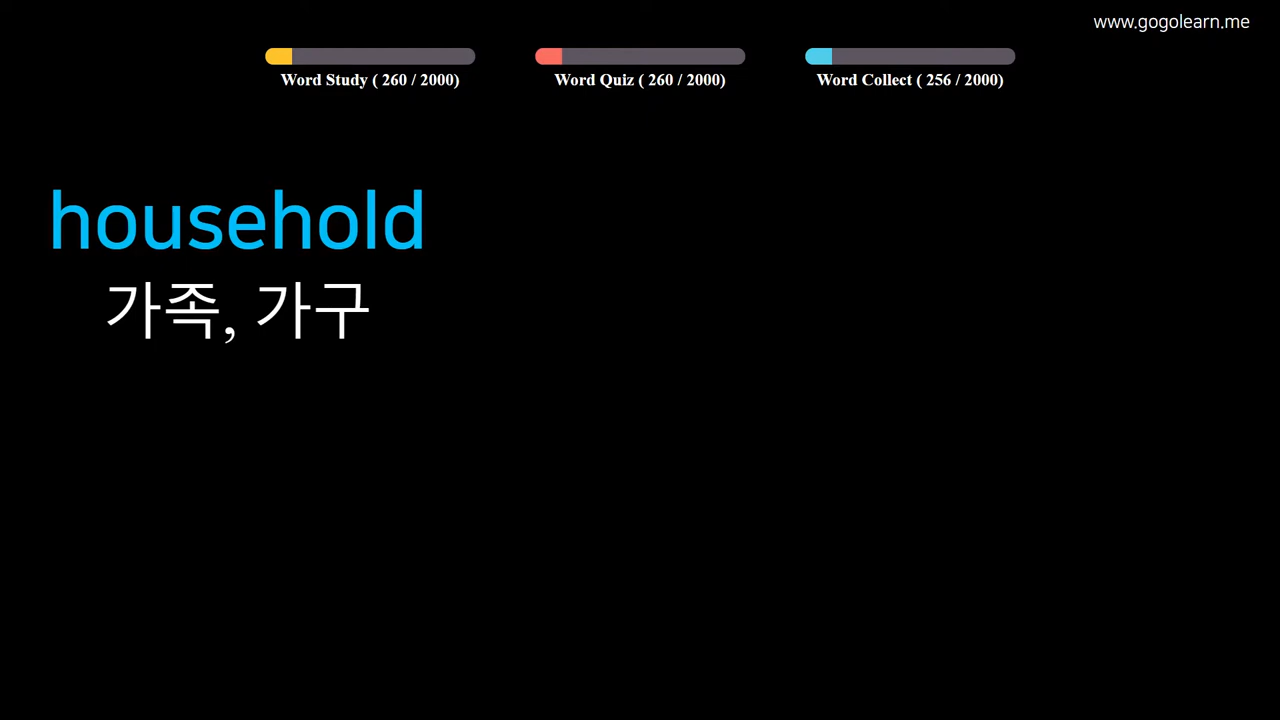 www.gogolearn.me
Word Study ( 260 / 2000)
Word Quiz ( 260 / 2000)
Word Collect ( 256 / 2000)
household
가족, 가구